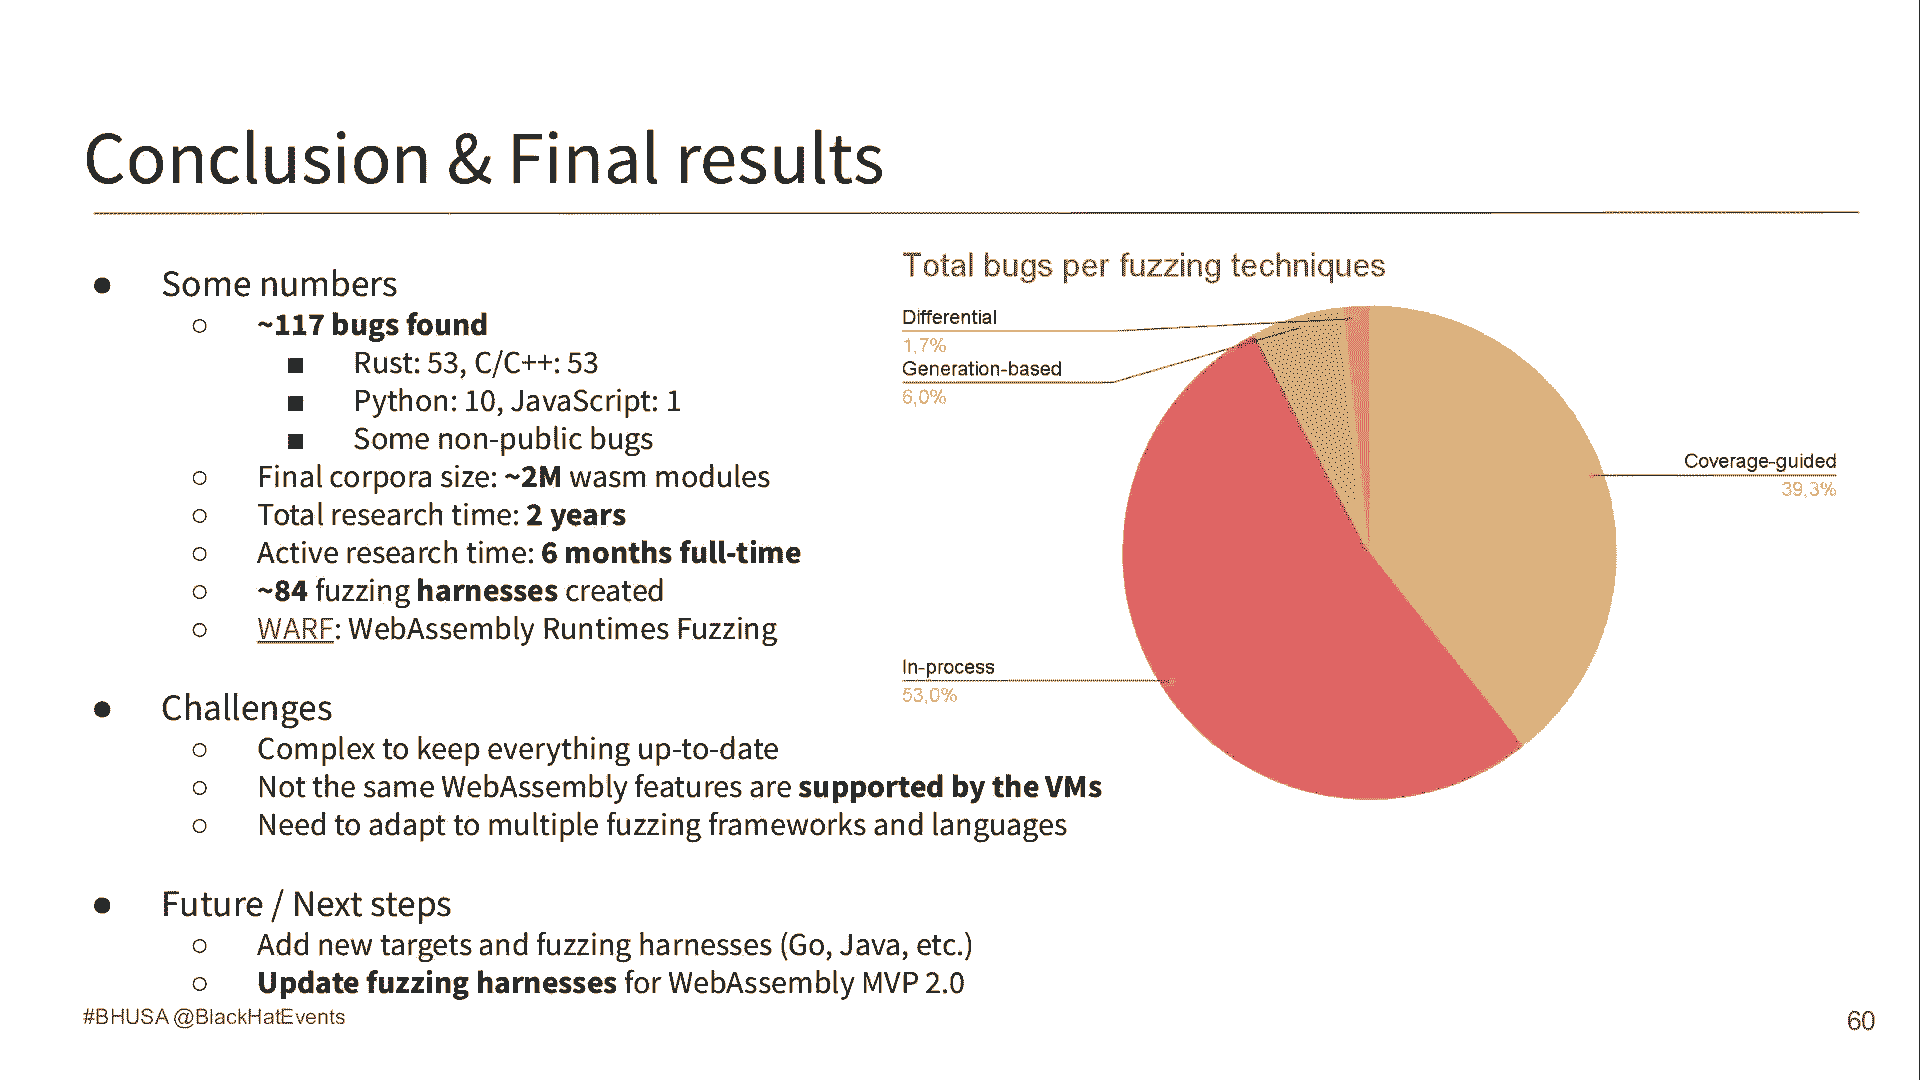 Conclusion & Final results
● Some numbers
○ ~117 bugs found
■ Rust: 53, C/C++: 53
■ Python: 10, JavaScript: 1
■ Some non-public bugs
○ Final corpora size: ~2M wasm modules
○ Total research time: 2 years
○ Active research time: 6 months full-time
○ ~84 fuzzing harnesses created
○ WARF: WebAssembly Runtimes Fuzzing
● Challenges
○ Complex to keep everything up-to-date
○ Not the same WebAssembly features are supported by the VMs
○ Need to adapt to multiple fuzzing frameworks and languages
● Future / Next steps
○ Add new targets and fuzzing harnesses (Go, Java, etc.)
○ Update fuzzing harnesses for WebAssembly MVP 2.0
Total bugs per fuzzing techniques
Differential
1,7%
Generation-based
6,0%
Coverage-guided
39,3%
In-process
53,0%
#BHUSA @BlackHatEvents
60